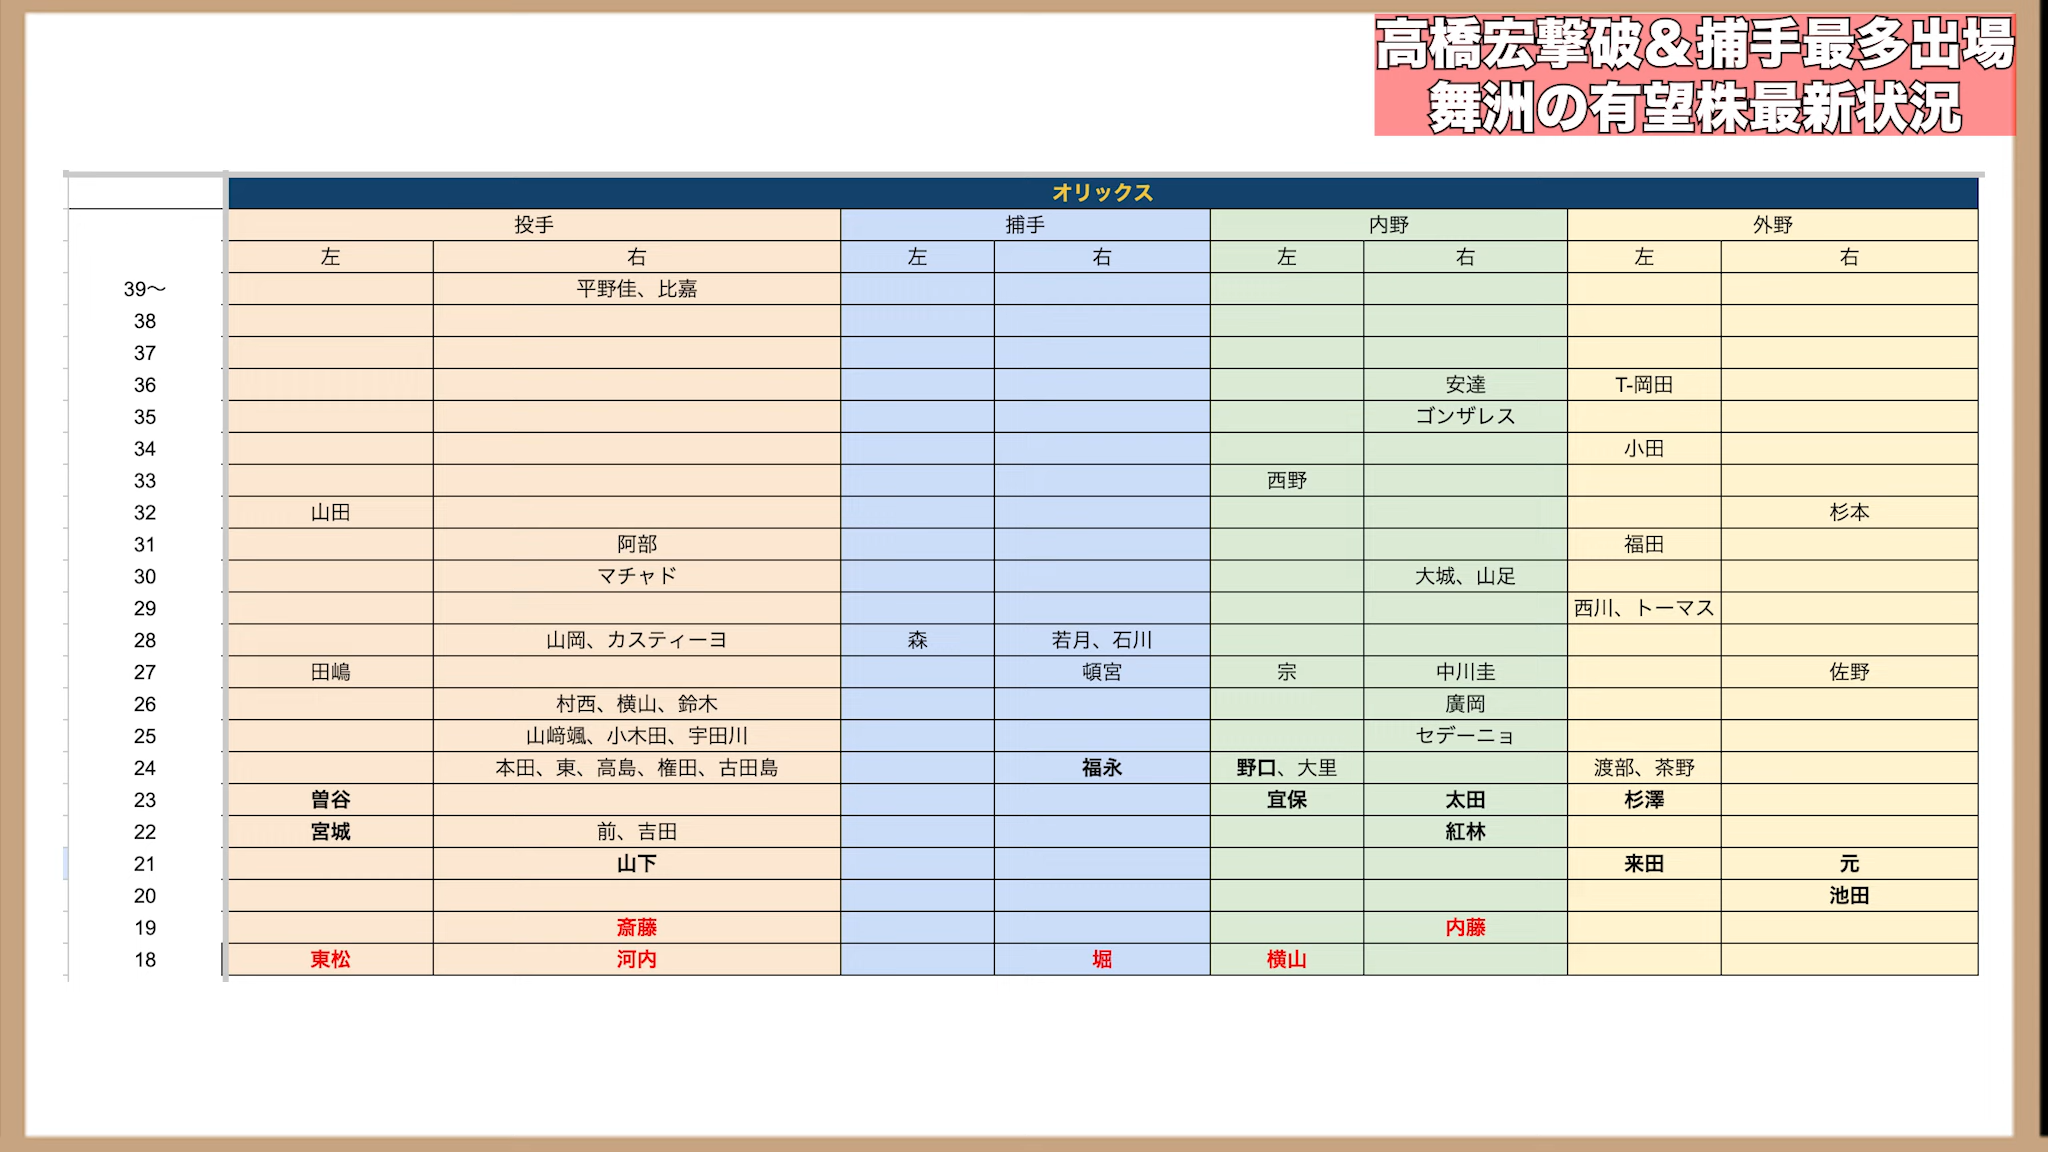 高橋宏撃破＆捕手最多出場
舞洲の有望株最新状況
オリックス
投手 捕手 内野 外野
左 右 左 右 左 右 左 右
39〜 平野佳、比嘉
38
37
36 安達 T-岡田
35 ゴンザレス
34 小田
33 西野
32 山田 杉本
31 阿部 福田
30 マチャド 大城、山足
29 西川、トーマス
28 山岡、カスティーヨ 森 若月、石川
27 田嶋 頓宮 宗 中川圭 佐野
26 村西、横山、鈴木 廣岡
25 山﨑颯、小木田、宇田川 セデーニョ
24 本田、東、高島、権田、古田島 福永 野口、大里 渡部、茶野
23 曽谷 宜保 太田 杉澤
22 宮城 前、吉田 紅林
21 山下 来田 元
20 池田
19 斎藤 内藤
18 東松 河内 堀 横山